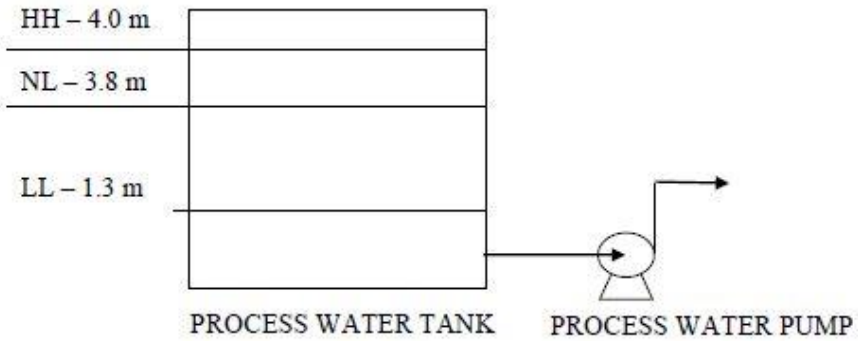 HH – 4.0 m
NL – 3.8 m
LL – 1.3 m
PROCESS WATER TANK
PROCESS WATER PUMP